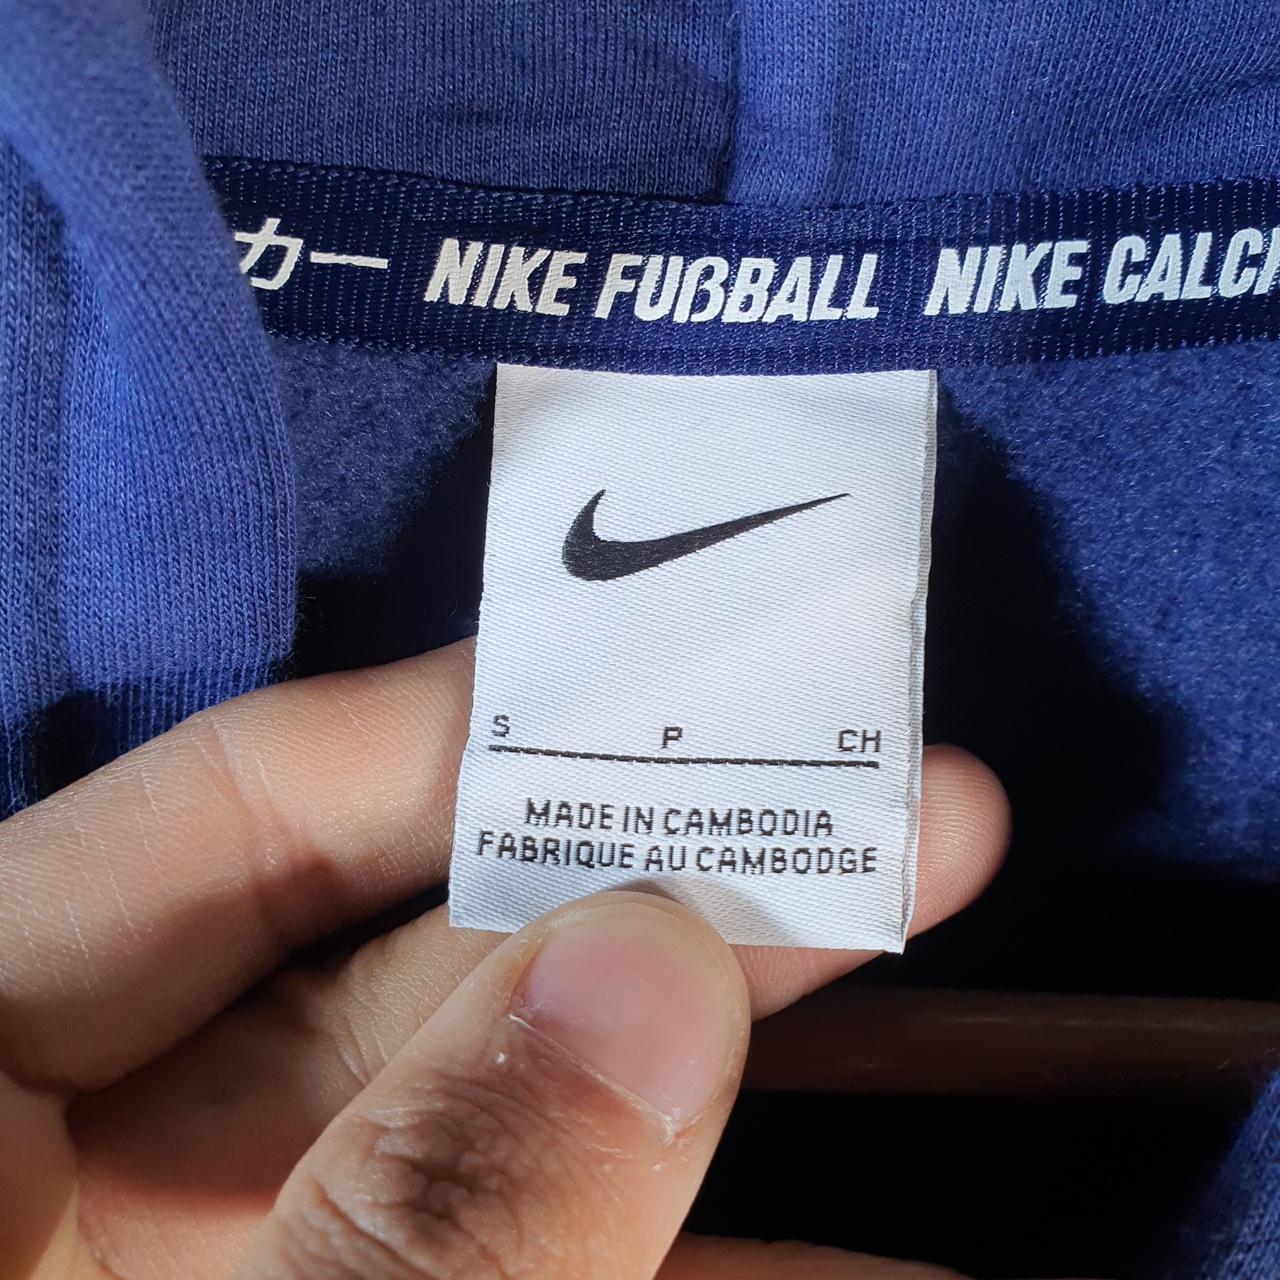 カー NIKE FUßBALL NIKE CALC
S P CH
MADE IN CAMBODIA
FABRIQUE AU CAMBODGE